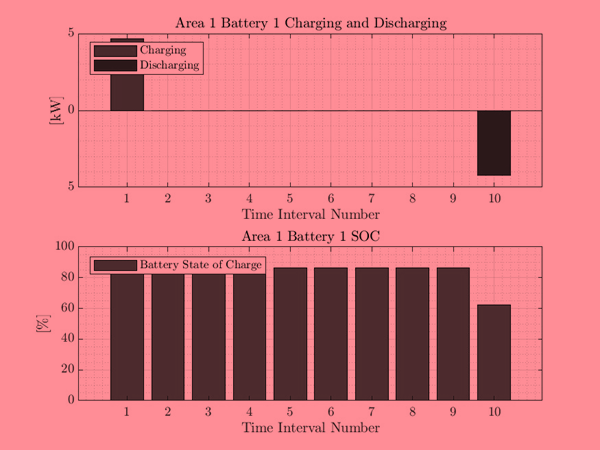 Area 1 Battery 1 Charging and Discharging
5
Charging
Discharging
[kW]
0
5
1 2 3 4 5 6 7 8 9 10
Time Interval Number
Area 1 Battery 1 SOC
100
Battery State of Charge
80
60
[%]
40
20
0
1 2 3 4 5 6 7 8 9 10
Time Interval Number